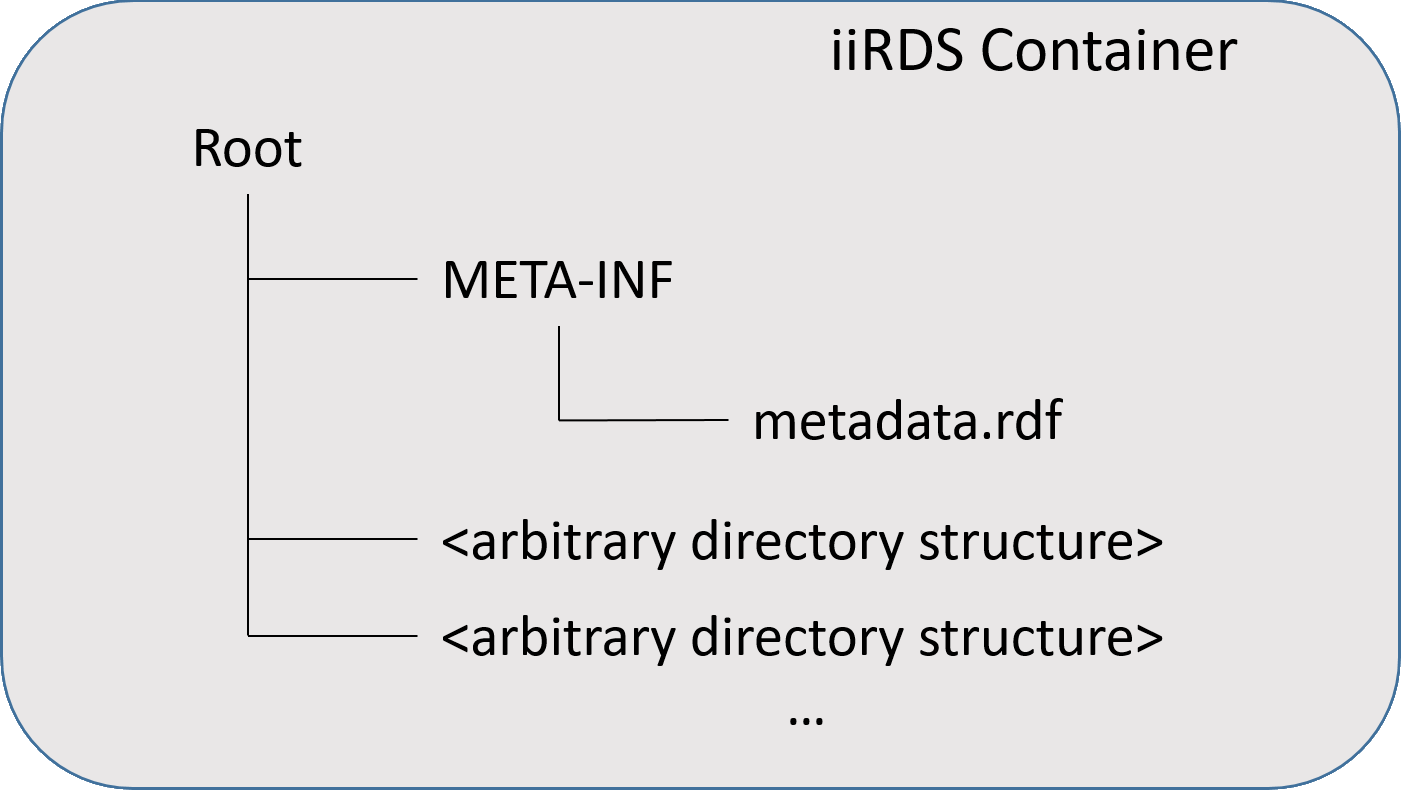 iiRDS Container
Root
META-INF
metadata.rdf
<arbitrary directory structure>
<arbitrary directory structure>
...